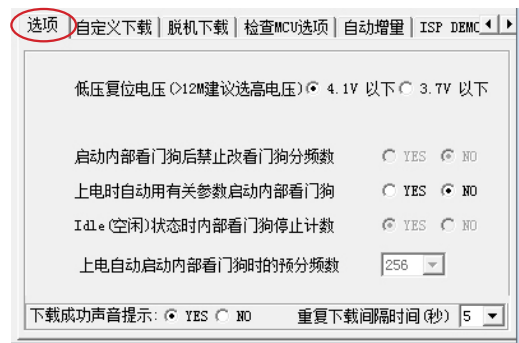 选项 自定义下载 脱机下载 检查MCU选项 自动增量 ISP DEMO
低压复位电压(>12M建议选高电压) 4.1V 以下 3.7V 以下
启动内部看门狗后禁止改看门狗分频数 YES NO
上电时自动用有关参数启动内部看门狗 YES NO
Idle(空闲)状态时内部看门狗停止计数 YES NO
上电自动启动内部看门狗时的预分频数 256
下载成功声音提示: YES NO 重复下载间隔时间(秒) 5